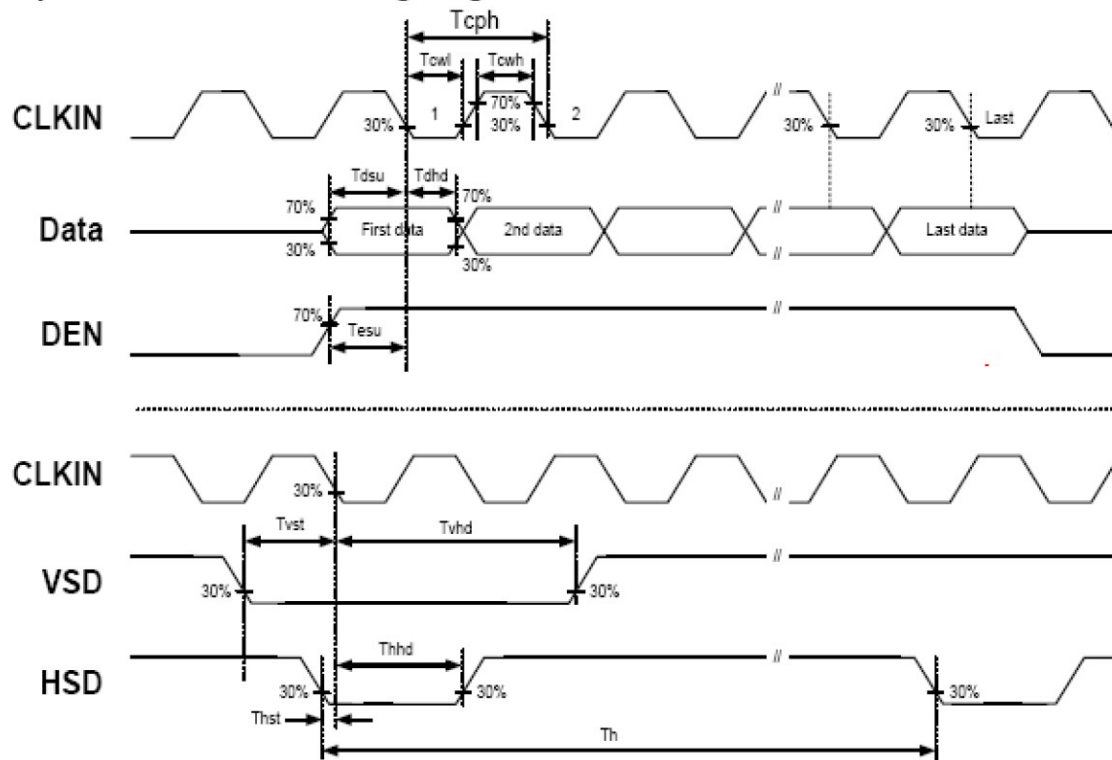 Tcph
Tcwl Tcwh
CLKIN 30% 1 70% 30% 2 // 30% 30% Last
Tdsu Tdhd
70% 70%
Data First data 2nd data // Last data
30% 30%
DEN 70% Tesu //
CLKIN 30% //
Tvst Tvhd
VSD 30% 30% //
Thhd
HSD 30% 30% // 30%
Thst
Th